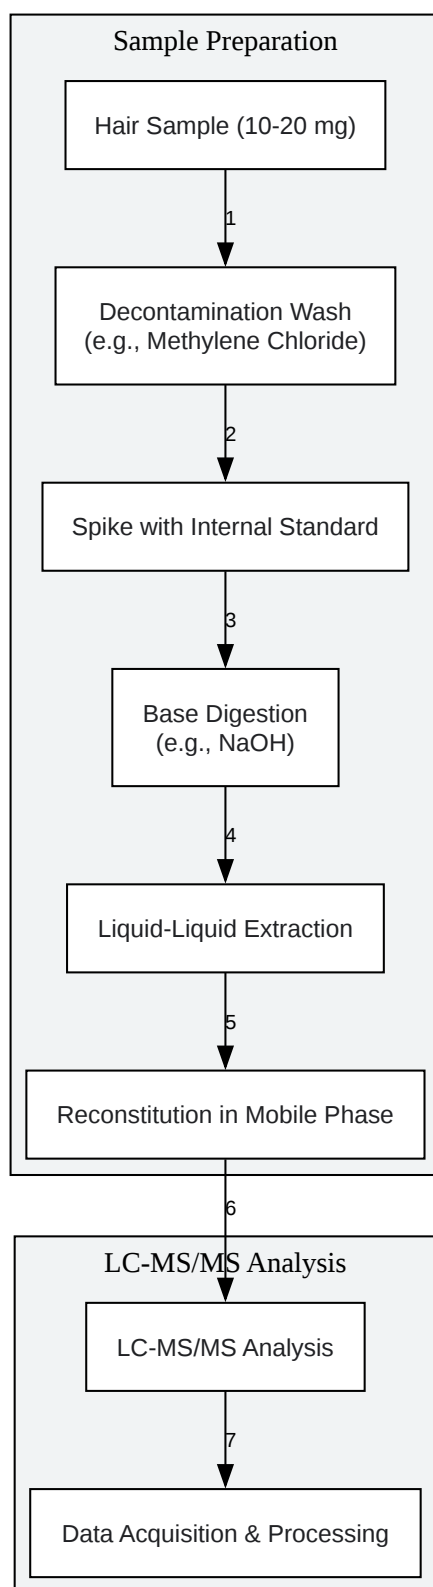 Sample Preparation
Hair Sample (10-20 mg)
1
Decontamination Wash
(e.g., Methylene Chloride)
2
Spike with Internal Standard
3
Base Digestion
(e.g., NaOH)
4
Liquid-Liquid Extraction
5
Reconstitution in Mobile Phase
6
LC-MS/MS Analysis
LC-MS/MS Analysis
7
Data Acquisition & Processing